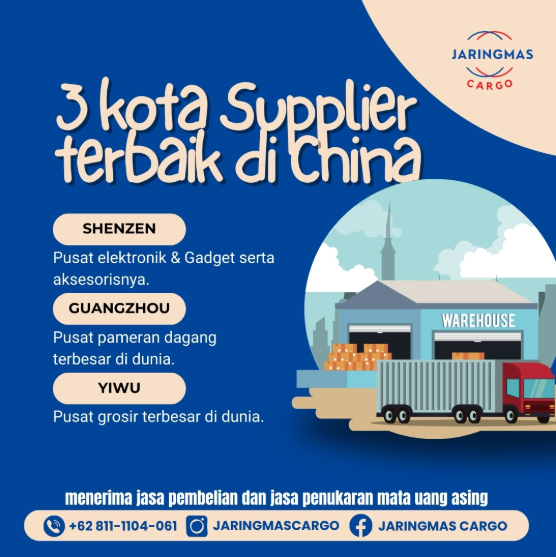 JARINGMAS
CARGO
3 kota Supplier
terbaik di China
SHENZEN
Pusat elektronik & Gadget serta
aksesorisnya.
GUANGZHOU
Pusat pameran dagang
terbesar di dunia.
YIWU
Pusat grosir terbesar di dunia.
WAREHOUSE
menerima jasa pembelian dan jasa penukaran mata uang asing
+62 811-1104-061 JARINGMASCARGO JARINGMAS CARGO